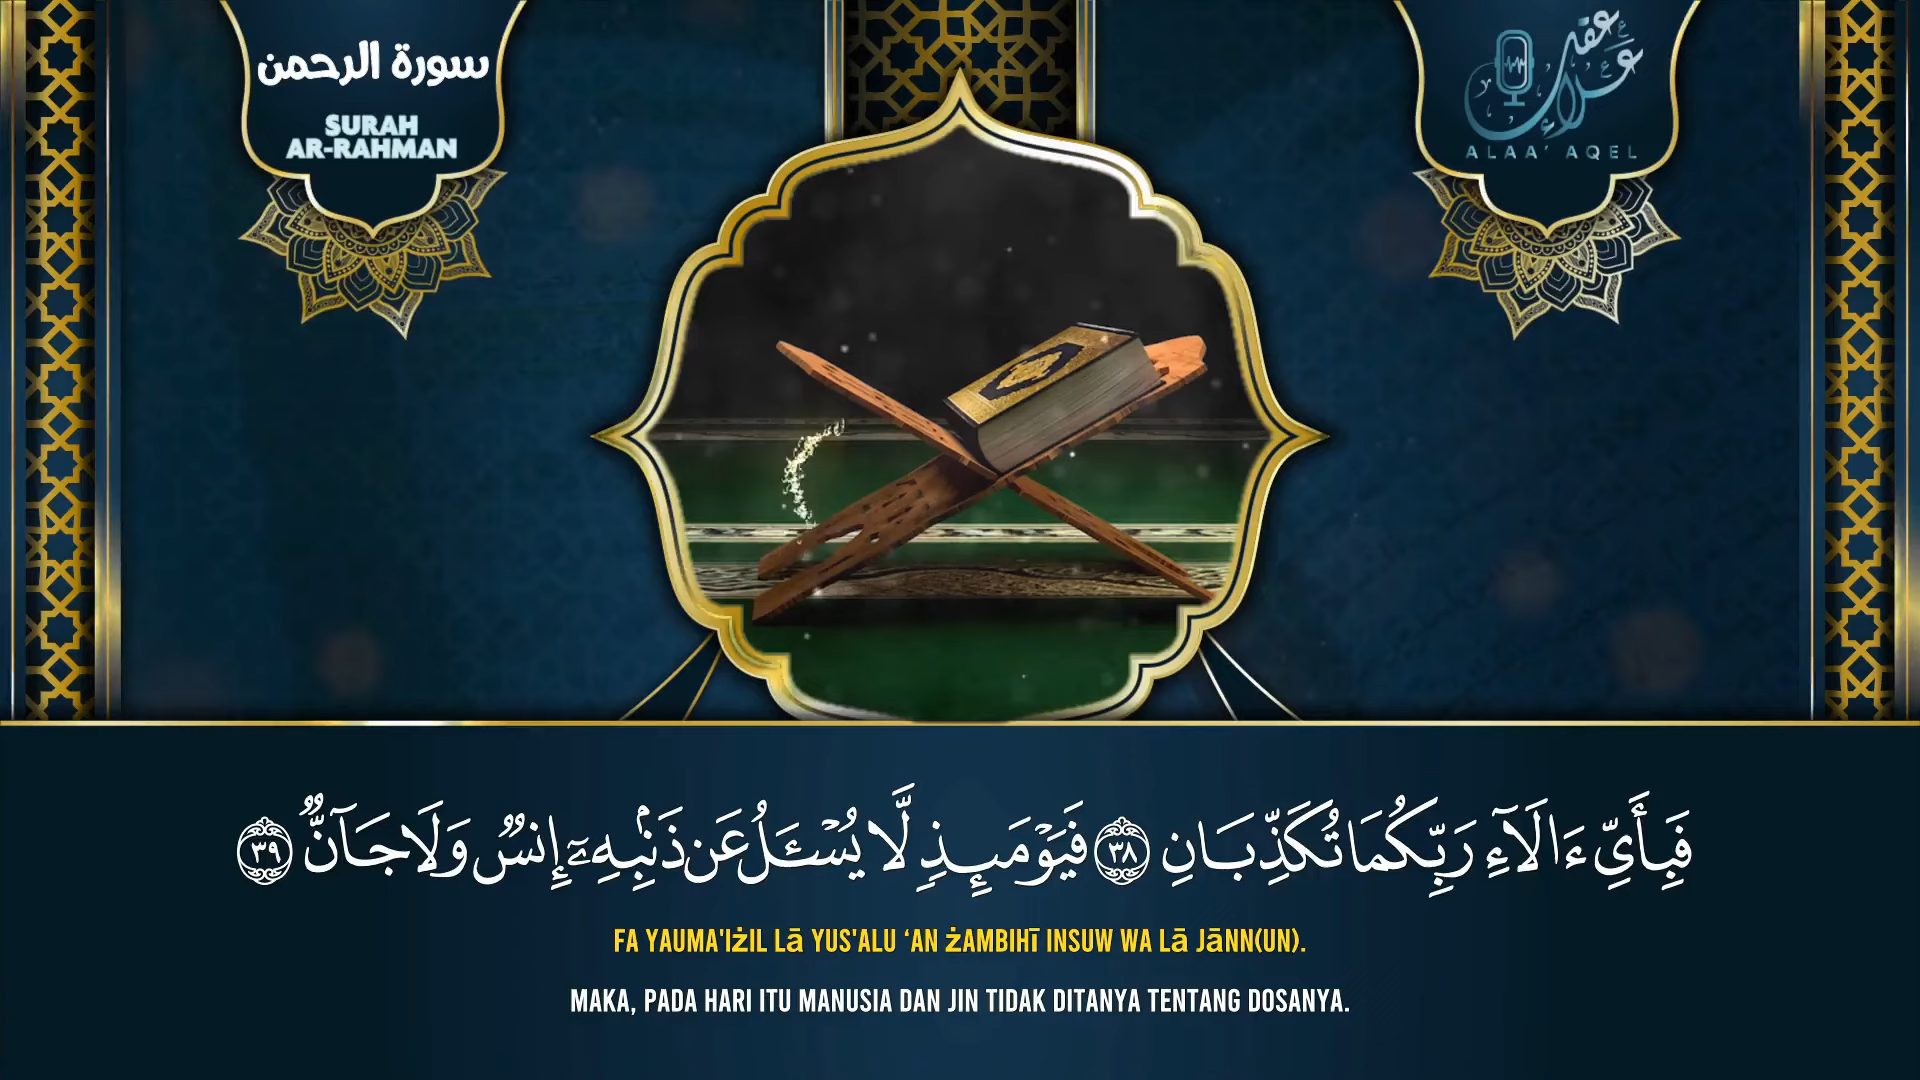 سورة الرحمن
SURAH
AR-RAHMAN
علاء عقل
ALAA' AQEL
فَبِأَيِّ ءَالَآءِ رَبِّكُمَا تُكَذِّبَانِ ٣٨ فَيَوْمَئِذٍ لَّا يُسْـَٔلُ عَن ذَنۢبِهِۦٓ إِنسٌ وَلَا جَآنٌّ ٣٩
FA YAUMA'IŻIL Lā YUS'ALU ‘AN ŻAMBIHī INSUW WA Lā JāNN(UN).
MAKA, PADA HARI ITU MANUSIA DAN JIN TIDAK DITANYA TENTANG DOSANYA.